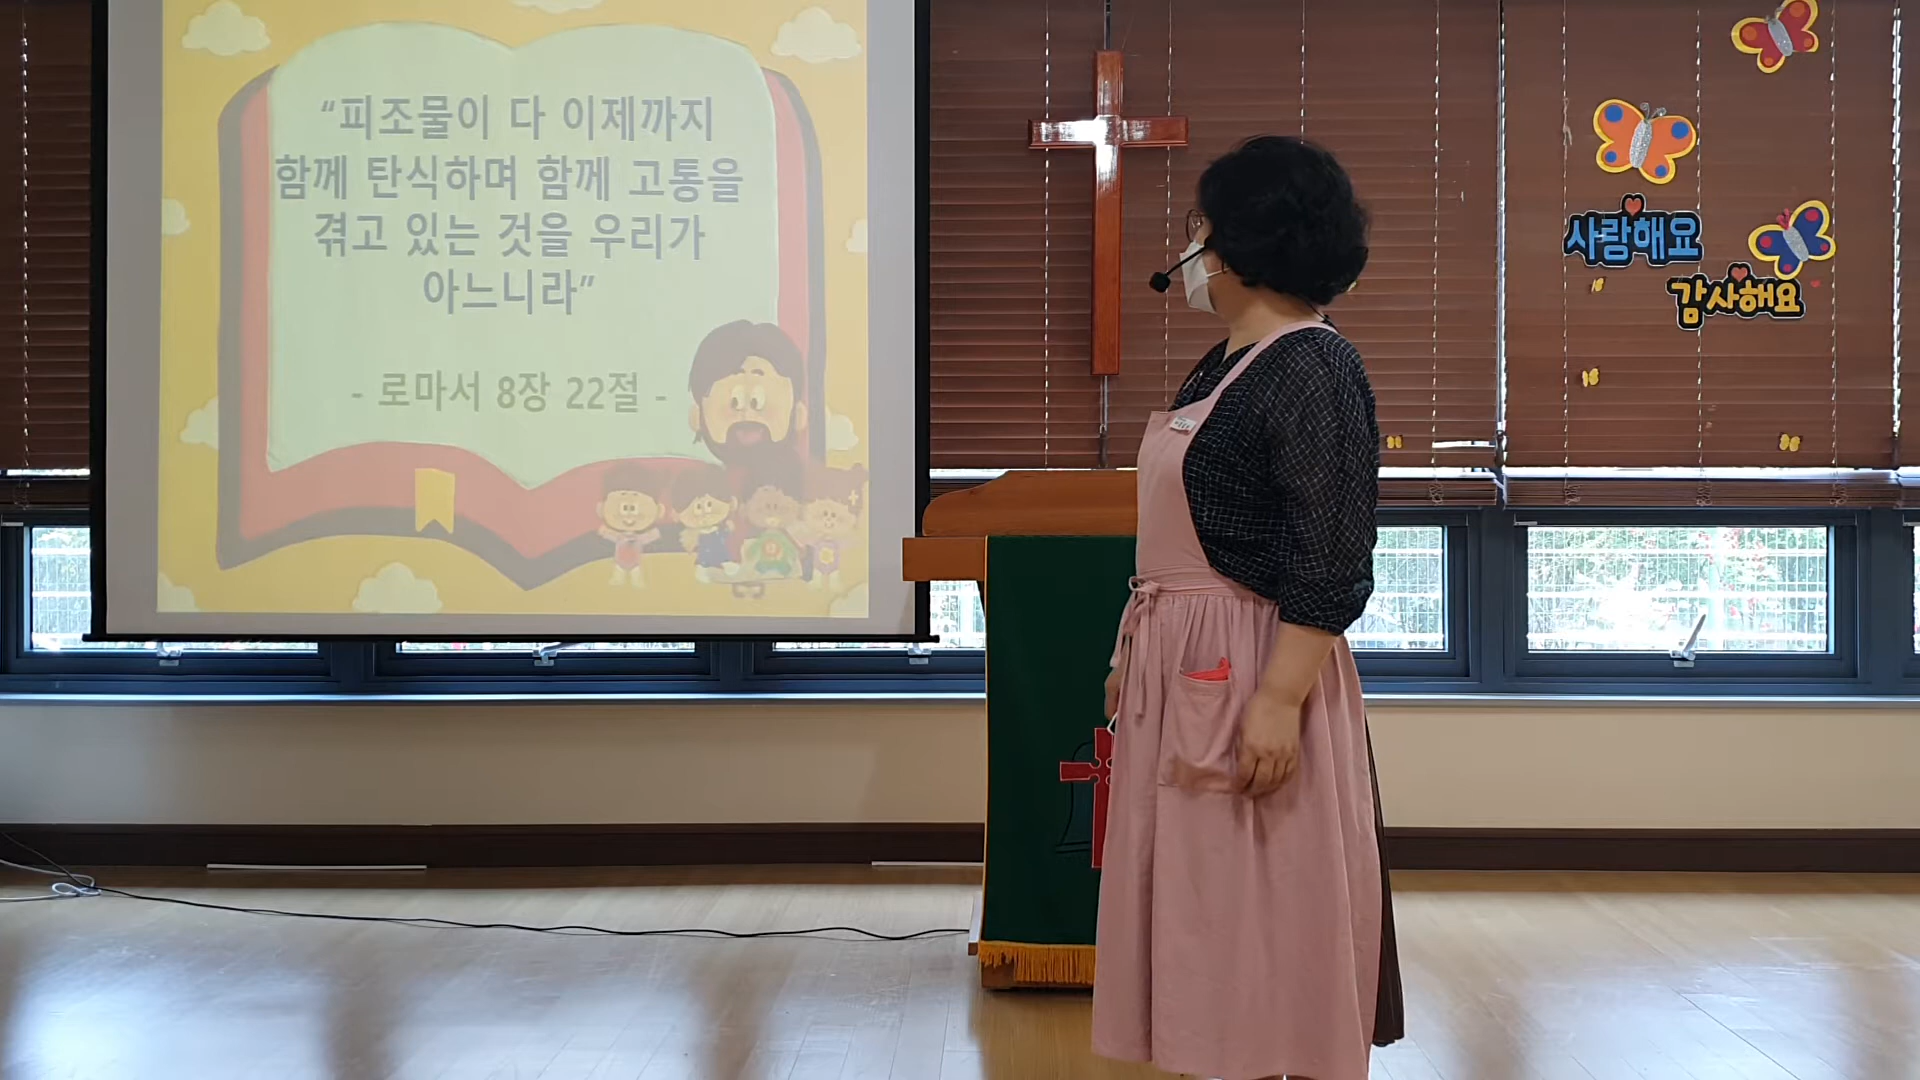 “피조물이 다 이제까지
함께 탄식하며 함께 고통을
겪고 있는 것을 우리가
아느니라”
- 로마서 8장 22절 -
사랑해요
감사해요